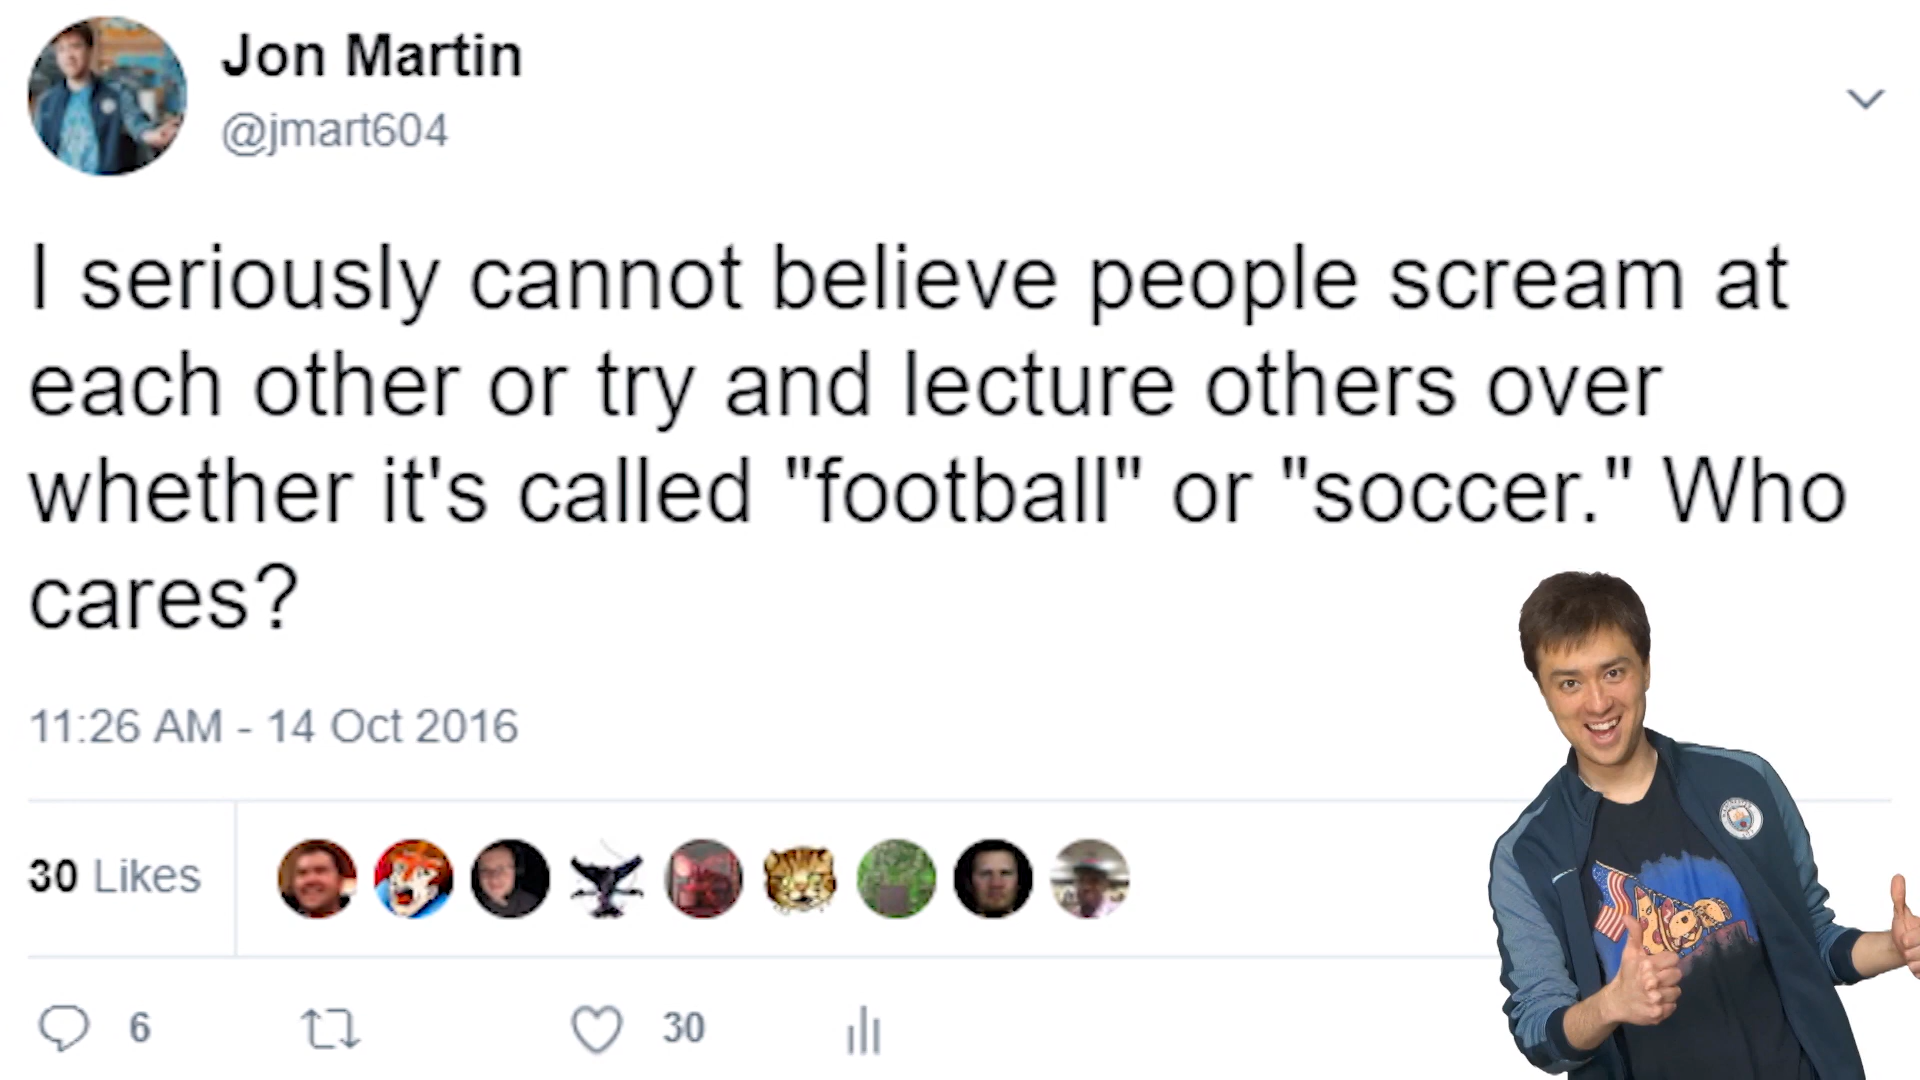 Jon Martin
@jmart604
I seriously cannot believe people scream at
each other or try and lecture others over
whether it's called "football" or "soccer." Who
cares?
11:26 AM - 14 Oct 2016
30 Likes
6
30